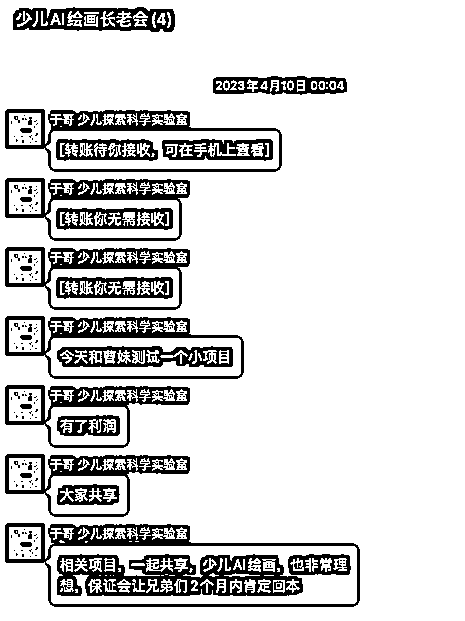 少儿AI绘画长老会(4)
2023年4月10日 00:04
于哥 少儿探索科学实验室
[转账待你接收，可在手机上查看]
于哥 少儿探索科学实验室
[转账你无需接收]
于哥 少儿探索科学实验室
[转账你无需接收]
于哥 少儿探索科学实验室
今天和曹妹测试一个小项目
于哥 少儿探索科学实验室
有了利润
于哥 少儿探索科学实验室
大家共享
于哥 少儿探索科学实验室
相关项目，一起共享，少儿AI绘画，也非常理
想，保证会让兄弟们2个月内肯定回本